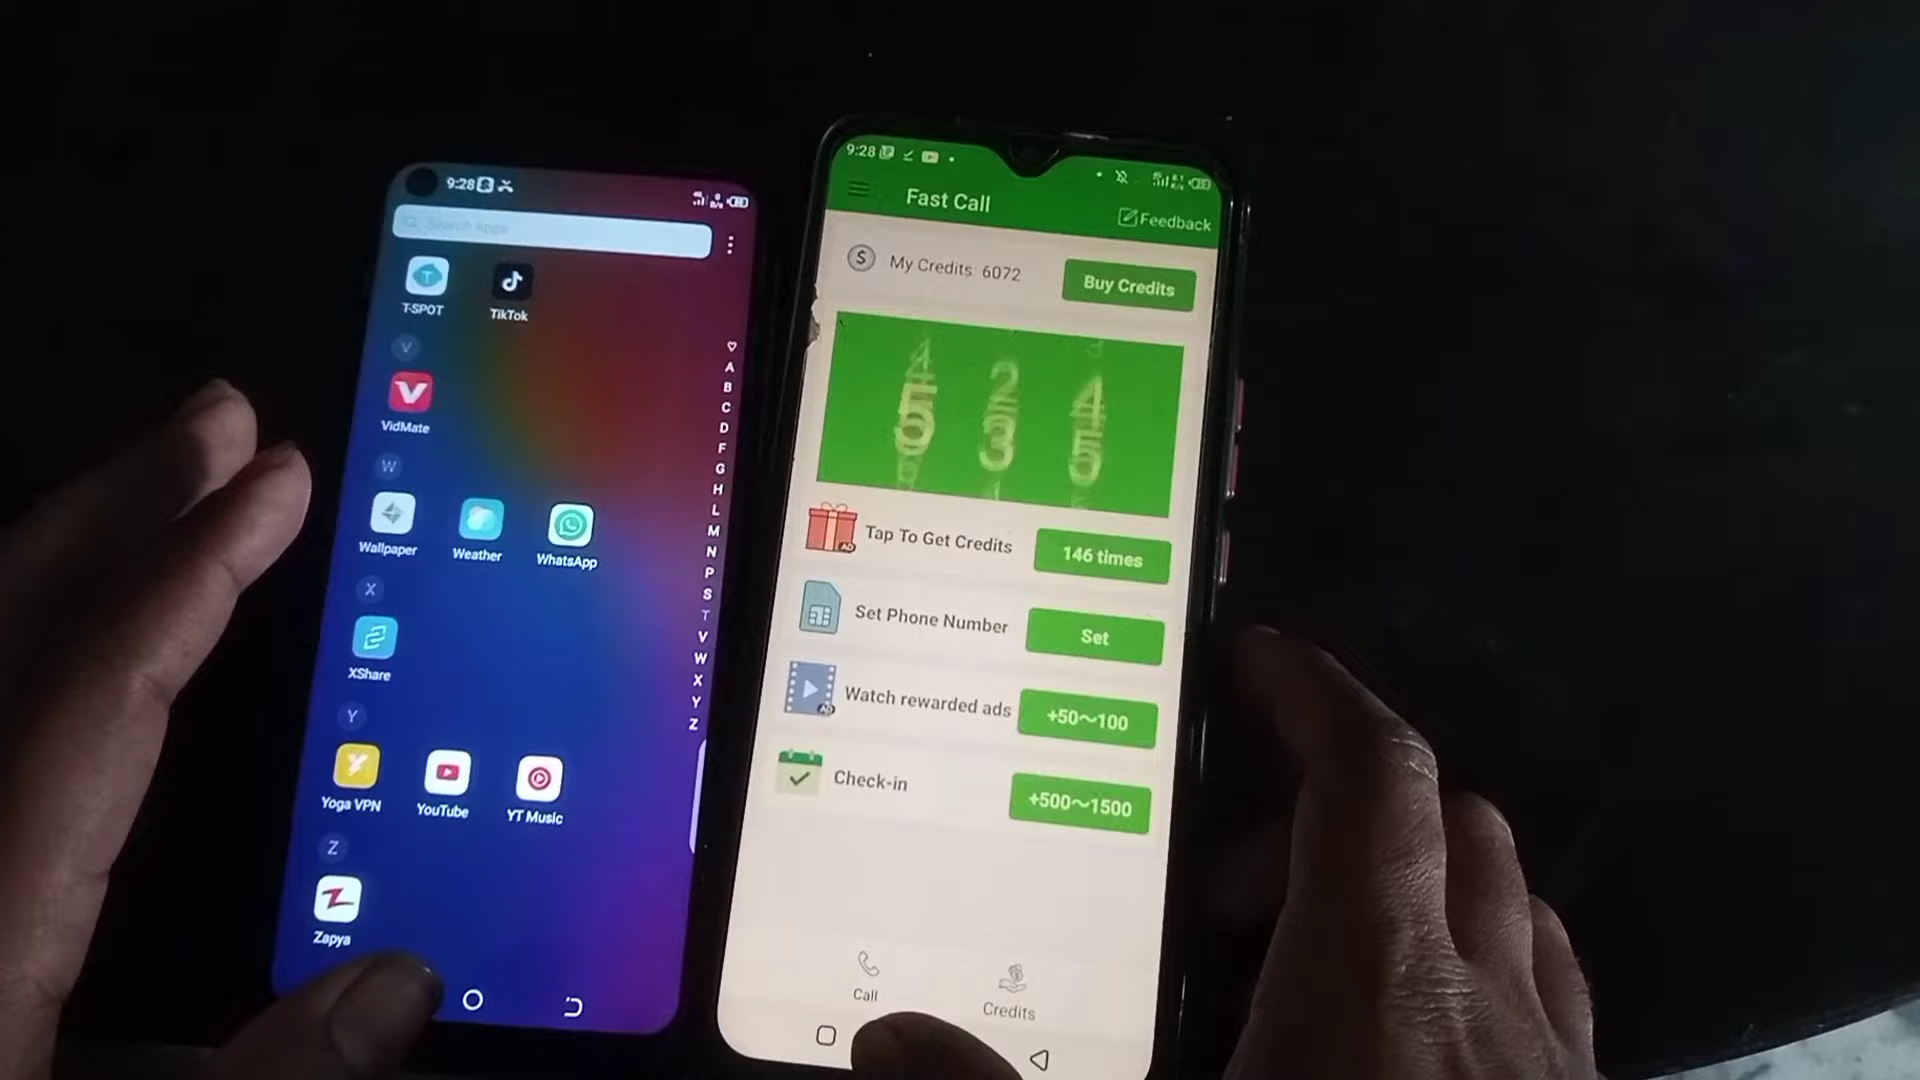 9:28
Search Apps
T-SPOT
TikTok
V
VidMate
W
Wallpaper
Weather
WhatsApp
X
XShare
Y
Yoga VPN
YouTube
YT Music
Z
Zapya
A
B
C
D
F
G
H
L
M
N
P
S
T
V
W
X
Y
Z
9:28
Fast Call
Feedback
My Credits: 6072
Buy Credits
Tap To Get Credits
146 times
Set Phone Number
Set
Watch rewarded ads
+50~100
Check-in
+500~1500
Call
Credits